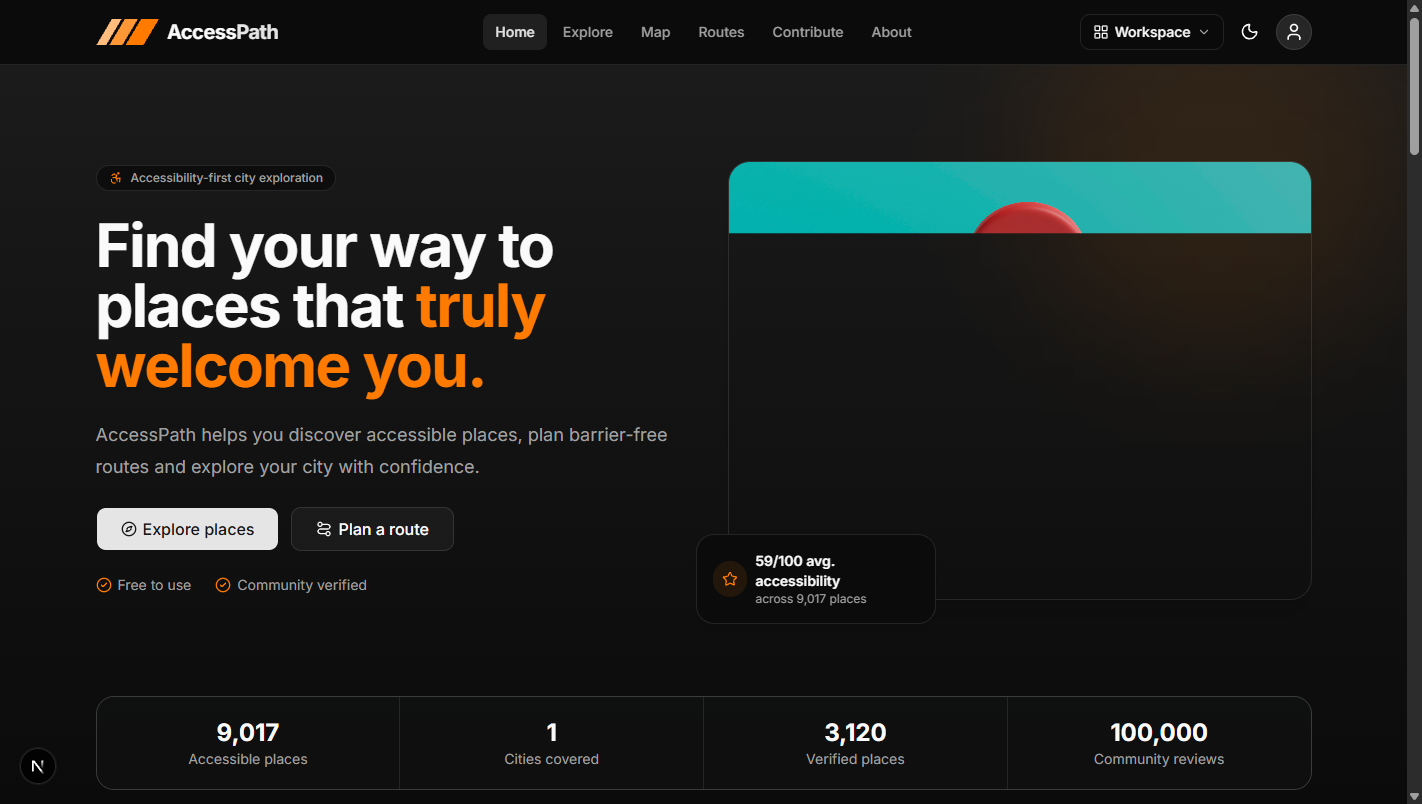 AccessPath
Home
Explore
Map
Routes
Contribute
About
Workspace
Accessibility-first city exploration
Find your way to
places that truly
welcome you.
AccessPath helps you discover accessible places, plan barrier-free
routes and explore your city with confidence.
Explore places
Plan a route
Free to use
Community verified
59/100 avg.
accessibility
across 9,017 places
9,017
Accessible places
1
Cities covered
3,120
Verified places
100,000
Community reviews
N